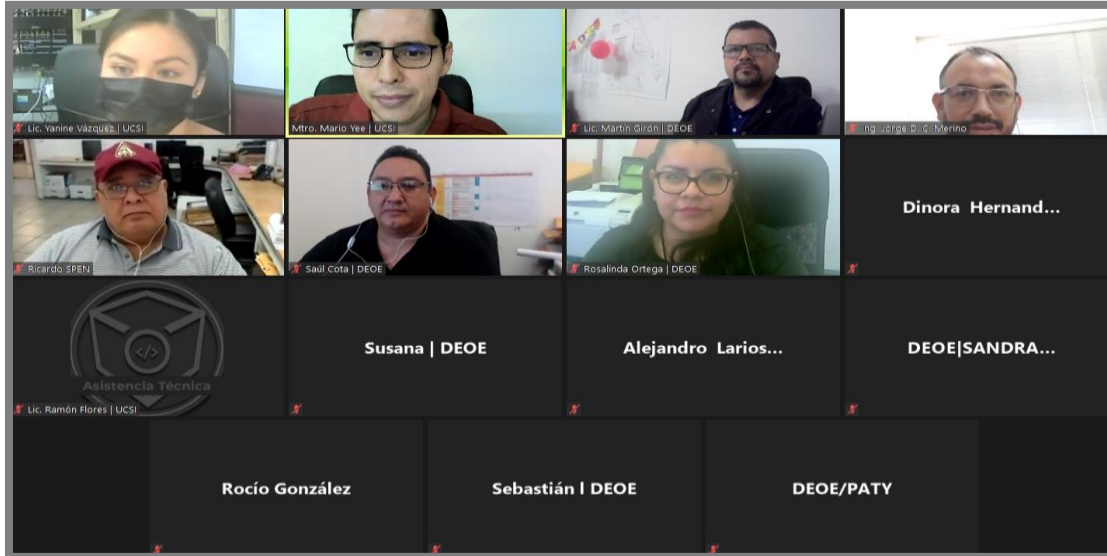 Lic. Yanine Vázquez | UCSI
Mtro. Mario Yee | UCSI
Lic. Martín Girón | DEOE
Ing. Jorge D. C. Merino
Ricardo SPEN
Saúl Cota | DEOE
Rosalinda Ortega | DEOE
Dinora Hernand...
</>
Asistencia Técnica
Lic. Ramón Flores | UCSI
Susana | DEOE
Alejandro Larios...
DEOE|SANDRA...
Rocío González
Sebastián l DEOE
DEOE/PATY